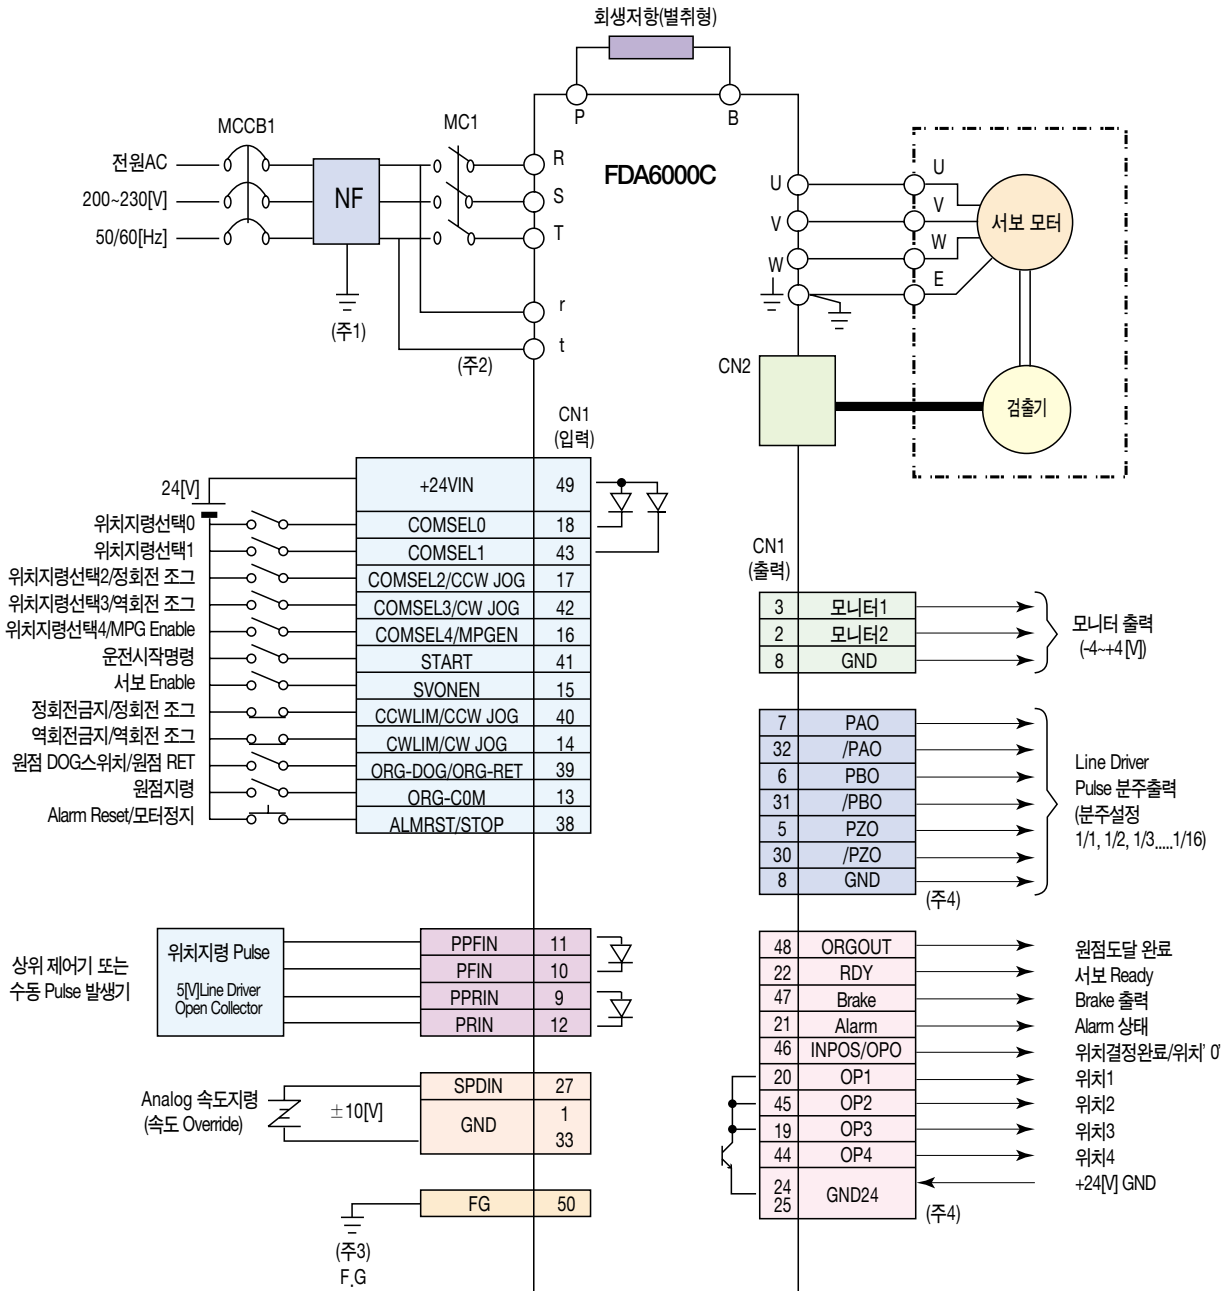 회생저항(별취형)
P
B
MCCB1
MC1
FDA6000C
전원AC
200~230[V]
50/60[Hz]
NF
R
S
T
r
t
(주1)
(주2)
U
V
W
U
V
W
E
서보 모터
검출기
CN2
CN1
(입력)
24[V]
+24VIN 49
위치지령선택0 COMSEL0 18
위치지령선택1 COMSEL1 43
위치지령선택2/정회전 조그 COMSEL2/CCW JOG 17
위치지령선택3/역회전 조그 COMSEL3/CW JOG 42
위치지령선택4/MPG Enable COMSEL4/MPGEN 16
운전시작명령 START 41
서보 Enable SVONEN 15
정회전금지/정회전 조그 CCWLIM/CCW JOG 40
역회전금지/역회전 조그 CWLIM/CW JOG 14
원점 DOG스위치/원점 RET ORG-DOG/ORG-RET 39
원점지령 ORG-C0M 13
Alarm Reset/모터정지 ALMRST/STOP 38
상위 제어기 또는
수동 Pulse 발생기
위치지령 Pulse
5[V]Line Driver
Open Collector
PPFIN 11
PFIN 10
PPRIN 9
PRIN 12
Analog 속도지령
(속도 Override)
±10[V]
SPDIN 27
GND 1
33
FG 50
(주3)
F.G
CN1
(출력)
3 모니터1
2 모니터2
8 GND
모니터 출력
(-4~+4 [V])
7 PAO
32 /PAO
6 PBO
31 /PBO
5 PZO
30 /PZO
8 GND
(주4)
Line Driver
Pulse 분주출력
(분주설정
1/1, 1/2, 1/3.....1/16)
48 ORGOUT 원점도달 완료
22 RDY 서보 Ready
47 Brake Brake 출력
21 Alarm Alarm 상태
46 INPOS/OPO 위치결정완료/위치' 0'
20 OP1 위치1
45 OP2 위치2
19 OP3 위치3
44 OP4 위치4
24
25
GND24
+24[V] GND
(주4)